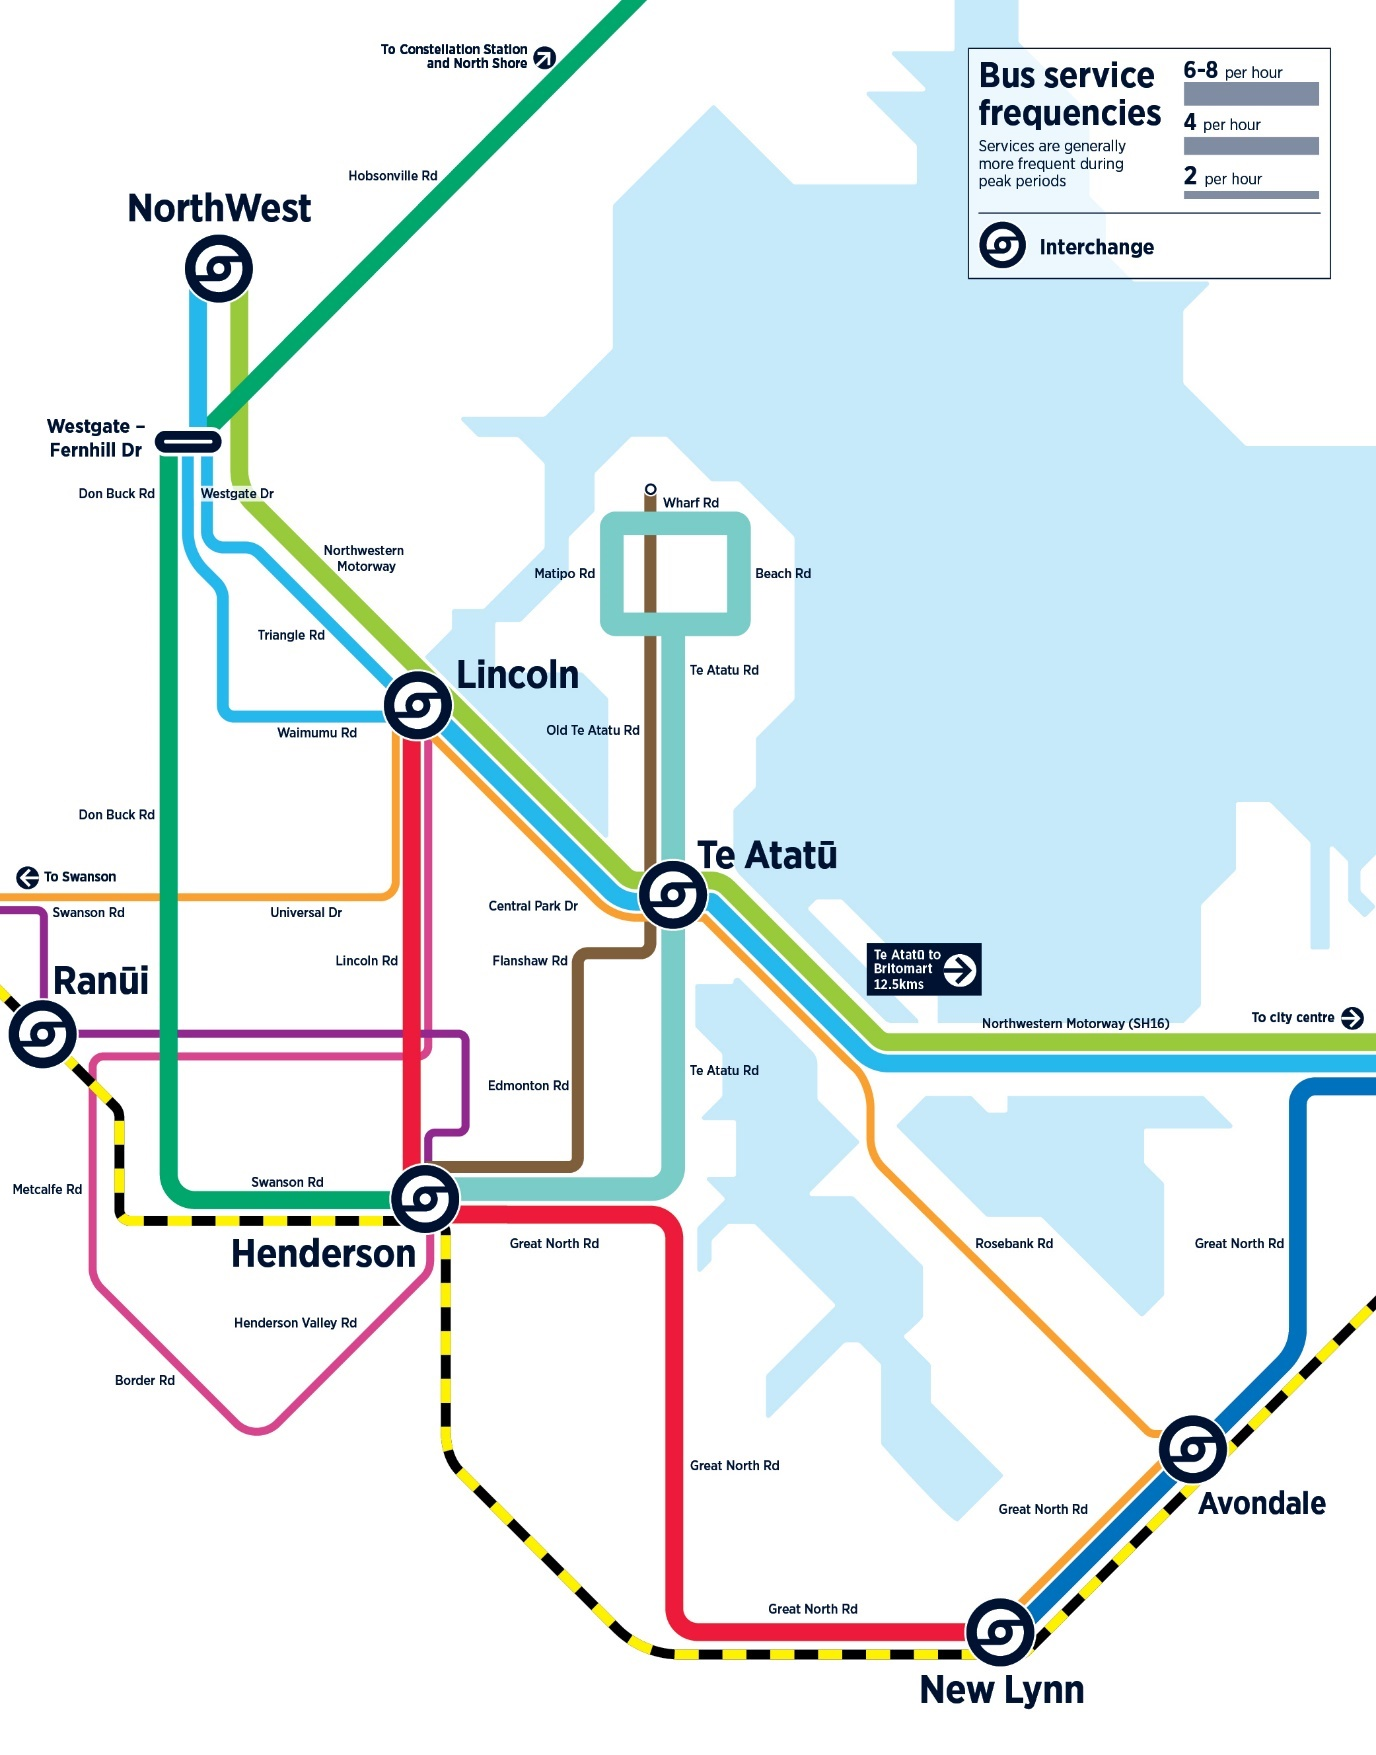 To Constellation Station
and North Shore
Bus service
frequencies
Services are generally
more frequent during
peak periods
6-8 per hour
4 per hour
2 per hour
Interchange
Hobsonville Rd
NorthWest
Westgate –
Fernhill Dr
Don Buck Rd
Westgate Dr
Wharf Rd
Northwestern
Motorway
Matipo Rd
Beach Rd
Triangle Rd
Lincoln
Te Atatu Rd
Waimumu Rd
Old Te Atatu Rd
Don Buck Rd
Te Atatū
To Swanson
Swanson Rd
Universal Dr
Central Park Dr
Lincoln Rd
Flanshaw Rd
Te Atatū to
Britomart
12.5kms
Ranūi
Northwestern Motorway (SH16)
To city centre
Edmonton Rd
Te Atatu Rd
Metcalfe Rd
Swanson Rd
Henderson
Great North Rd
Rosebank Rd
Great North Rd
Henderson Valley Rd
Border Rd
Great North Rd
Great North Rd
Avondale
Great North Rd
New Lynn